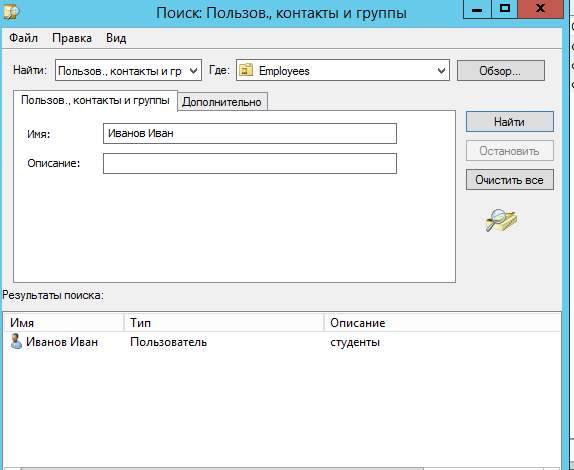 Поиск: Пользов., контакты и группы
Файл Правка Вид
Найти: Пользов., контакты и гр Где: Employees Обзор...
Пользов., контакты и группы Дополнительно
Имя: Иванов Иван Найти
Остановить
Описание: Очистить все
Результаты поиска:
Имя Тип Описание
Иванов Иван Пользователь студенты